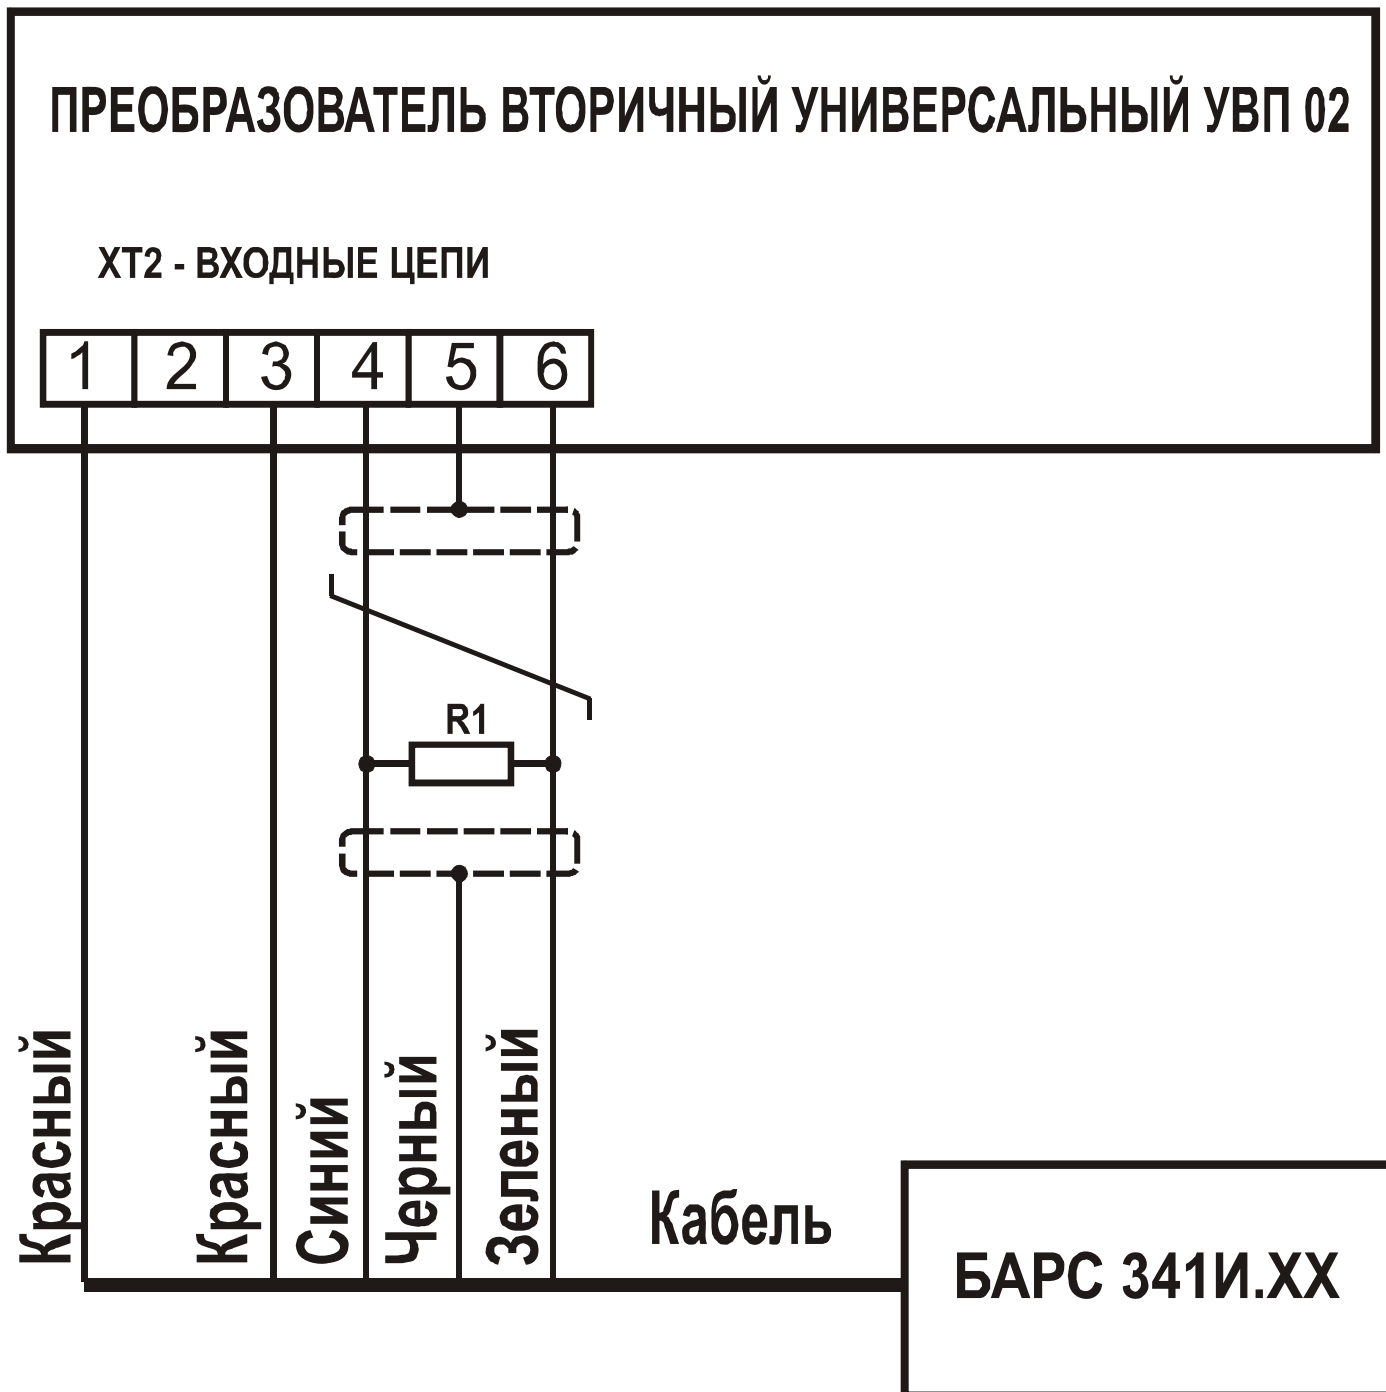 ПРЕОБРАЗОВАТЕЛЬ ВТОРИЧНЫЙ УНИВЕРСАЛЬНЫЙ УВП 02
ХТ2 - ВХОДНЫЕ ЦЕПИ
1 2 3 4 5 6
R1
Красный
Красный
Синий
Черный
Зеленый
Кабель
БАРС 341И.ХХ